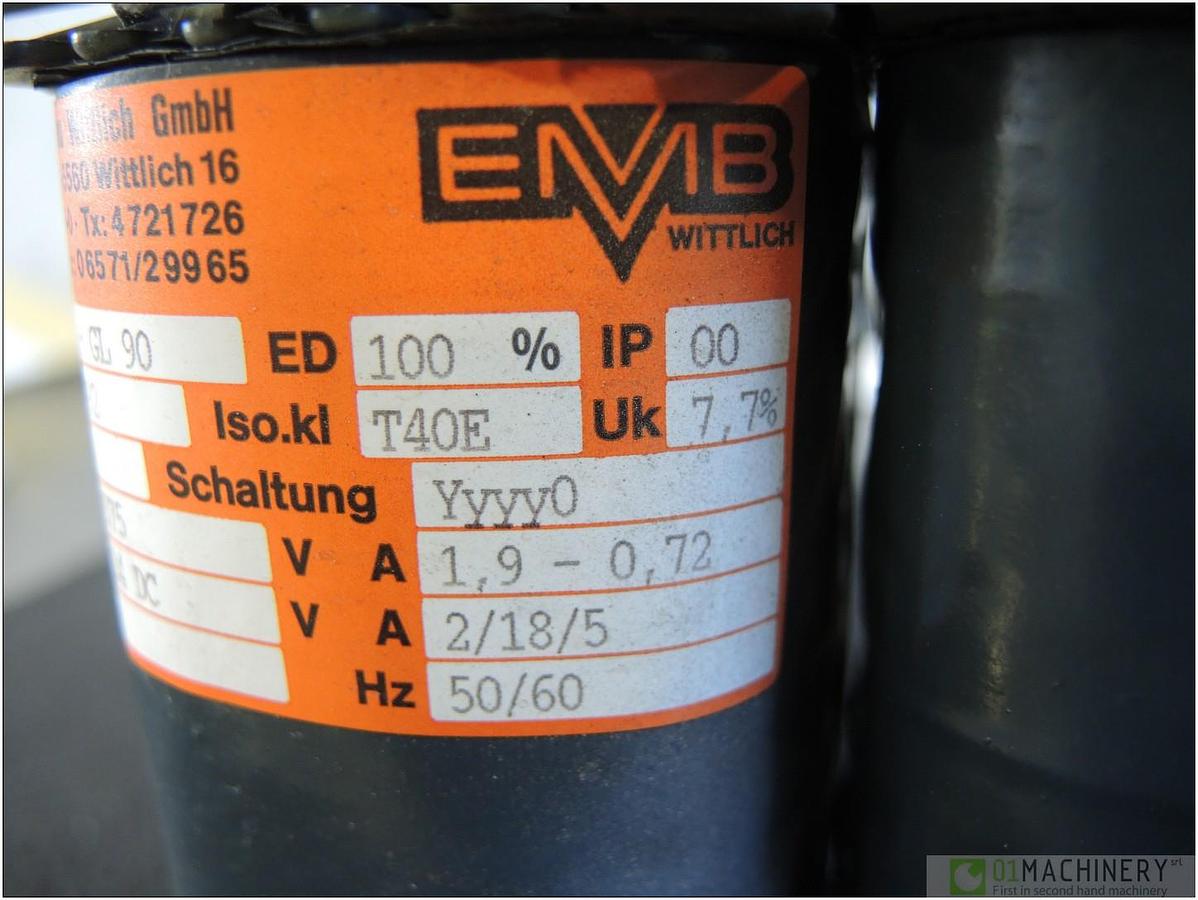 Wittlich GmbH
Wittlich 16
Tx: 4721726
06571/29965
EMB
WITTLICH
GL 90 ED 100 % IP 00
Iso.kl T40E Uk 7,7%
Schaltung Yyyy0
V A 1,9 - 0,72
DC V A 2/18/5
Hz 50/60
01MACHINERY srl
First in second hand machinery